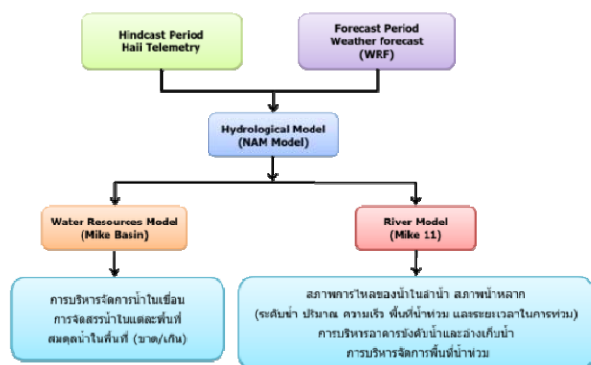 Hindcast Period
Haii Telemetry
Forecast Period
Weather forecast
(WRF)
Hydrological Model
(NAM Model)
Water Resources Model
(Mike Basin)
River Model
(Mike 11)
การบริหารจัดการน้ำในเขื่อน
การจัดสรรน้ำในแต่ละพื้นที่
สมดุลน้ำในพื้นที่ (ขาด/เกิน)
สภาพการไหลของน้ำในลำน้ำ สภาพน้ำหลาก
(ระดับน้ำ ปริมาณ ความเร็ว พื้นที่น้ำท่วม และระยะเวลาในการท่วม)
การบริหารอาคารบังคับน้ำและอ่างเก็บน้ำ
การบริหารจัดการพื้นที่น้ำท่วม